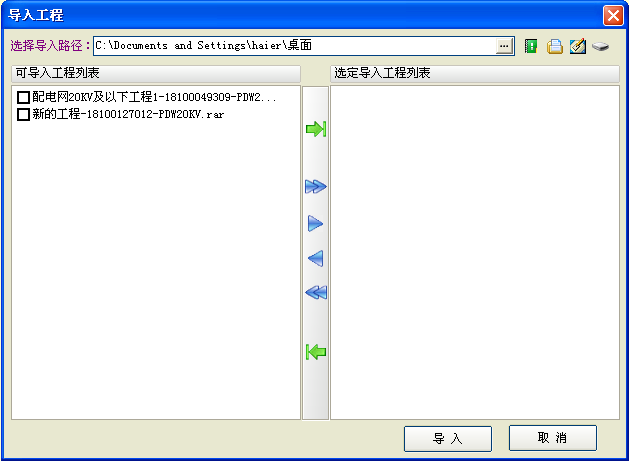 导入工程
选择导入路径：C:\Documents and Settings\haier\桌面
...
可导入工程列表
选定导入工程列表
配电网20KV及以下工程1-18100049309-PDW2...
新的工程-18100127012-PDW20KV.rar
导 入
取 消